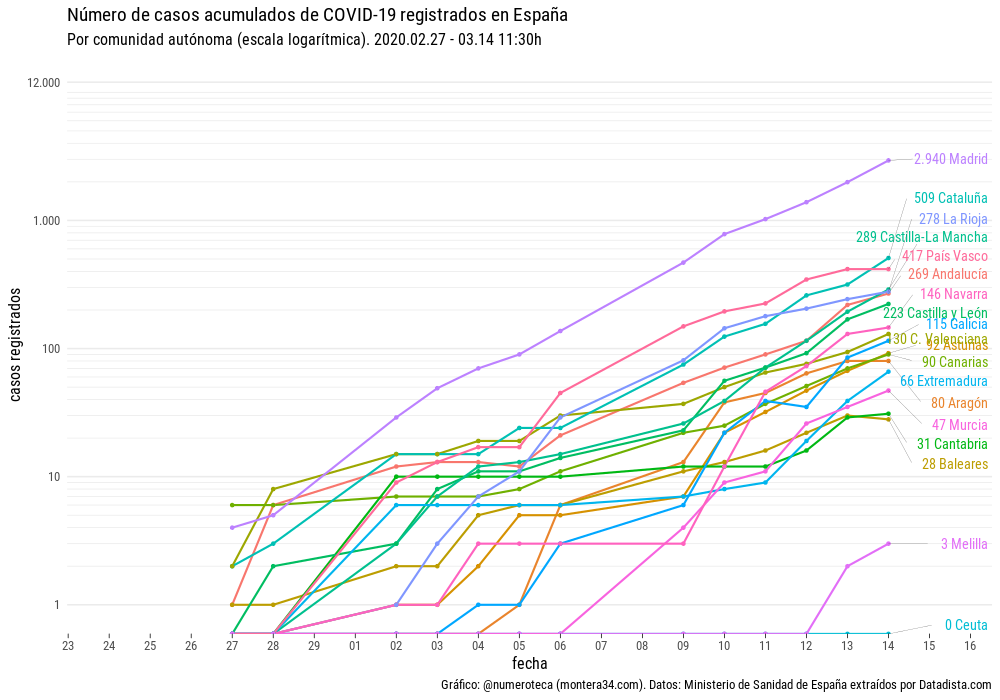 Número de casos acumulados de COVID-19 registrados en España
Por comunidad autónoma (escala logarítmica). 2020.02.27 - 03.14 11:30h
casos registrados
12.000
1.000
100
10
1
2.940 Madrid
509 Cataluña
278 La Rioja
289 Castilla-La Mancha
417 País Vasco
269 Andalucía
146 Navarra
223 Castilla y León
115 Galicia
130 C. Valenciana
92 Asturias
90 Canarias
66 Extremadura
80 Aragón
47 Murcia
31 Cantabria
28 Baleares
3 Melilla
0 Ceuta
23 24 25 26 27 28 29 01 02 03 04 05 06 07 08 09 10 11 12 13 14 15 16
fecha
Gráfico: @numeroteca (montera34.com). Datos: Ministerio de Sanidad de España extraídos por Datadista.com